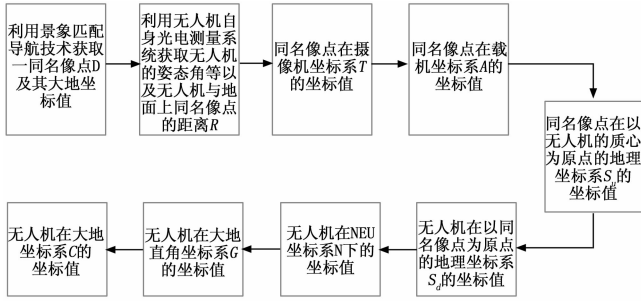 利用景象匹配
导航技术获取
一同名像点D
及其大地坐
标值
利用无人机自
身光电测量系
统获取无人机
的姿态角等以
及无人机与地
面上同名像点
的距离R
同名像点在摄
像机坐标系T
的坐标值
同名像点在载
机坐标系A的
坐标值
同名像点在以
无人机的质心
为原点的地理
坐标系Sg的
坐标值
无人机在以同
名像点为原点
的地理坐标系
Sd的坐标值
无人机在NEU
坐标系N下的
坐标值
无人机在大地
直角坐标系G
的坐标值
无人机在大地
坐标系C的
坐标值